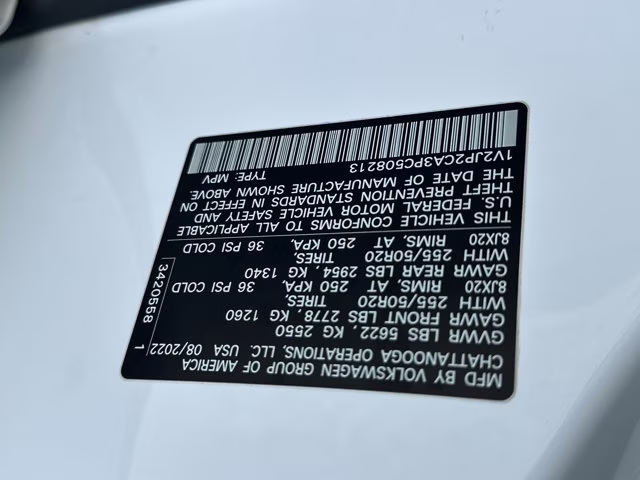 MFD BY VOLKSWAGEN GROUP OF AMERICA
CHATTANOOGA OPERATIONS, LLC, USA 08/2022
GVWR LBS 5622, KG 2550
GAWR FRONT LBS 2778, KG 1260
WITH 255/50R20 TIRES,
8JX20 RIMS, AT 250 KPA, 36 PSI COLD
GAWR REAR LBS 2954, KG 1340
WITH 255/50R20 TIRES,
8JX20 RIMS, AT 250 KPA, 36 PSI COLD
THIS VEHICLE CONFORMS TO ALL APPLICABLE
U.S. FEDERAL MOTOR VEHICLE SAFETY AND
THEFT PREVENTION STANDARDS IN EFFECT ON
THE DATE OF MANUFACTURE SHOWN ABOVE.
1V2JP2CA3PC508213 TYPE: MPV
3420558 1